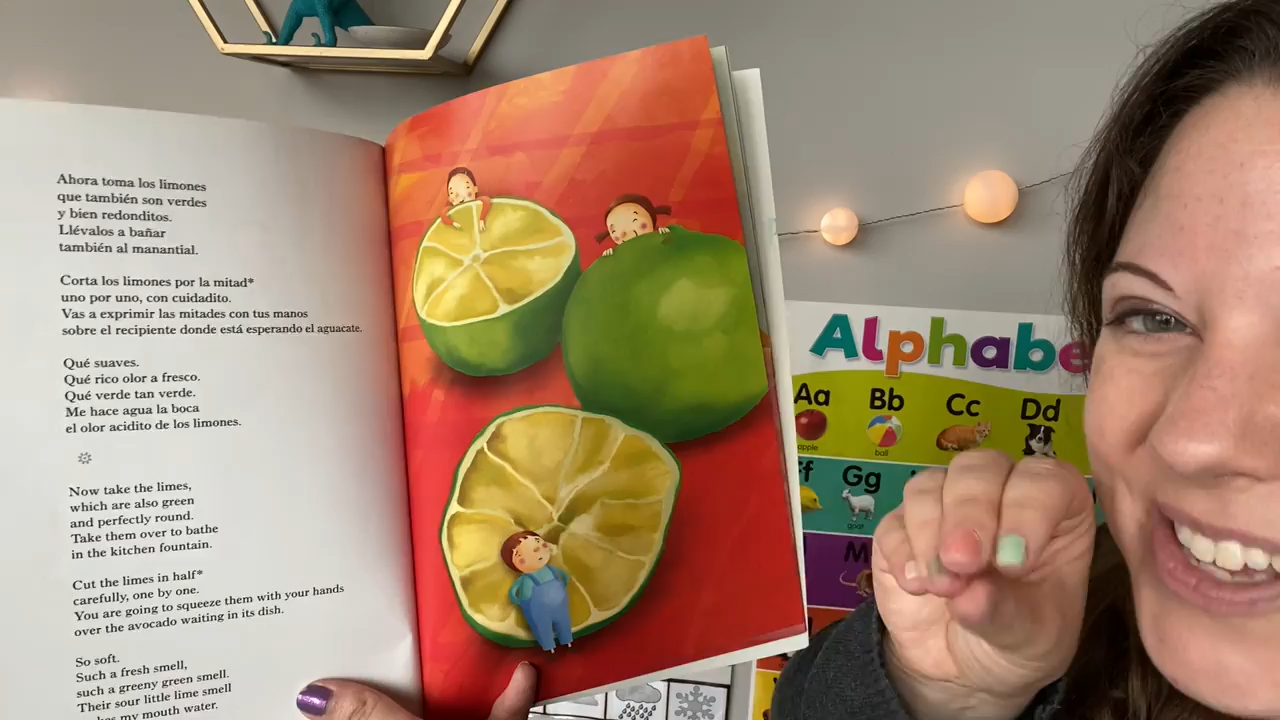 Ahora toma los limones
que también son verdes
y bien redonditos.
Llévalos a bañar
también al manantial.
Corta los limones por la mitad*
uno por uno, con cuidadito.
Vas a exprimir las mitades con tus manos
sobre el recipiente donde está esperando el aguacate.
Qué suaves.
Qué rico olor a fresco.
Qué verde tan verde.
Me hace agua la boca
el olor acidito de los limones.
Now take the limes,
which are also green
and perfectly round.
Take them over to bathe
in the kitchen fountain.
Cut the limes in half*
carefully, one by one.
You are going to squeeze them with your hands
over the avocado waiting in its dish.
So soft.
Such a fresh smell,
such a greeny green smell.
Their sour little lime smell
my mouth water.
Alphabe
Aa Bb Cc Dd
apple ball
Ff Gg
goat
M